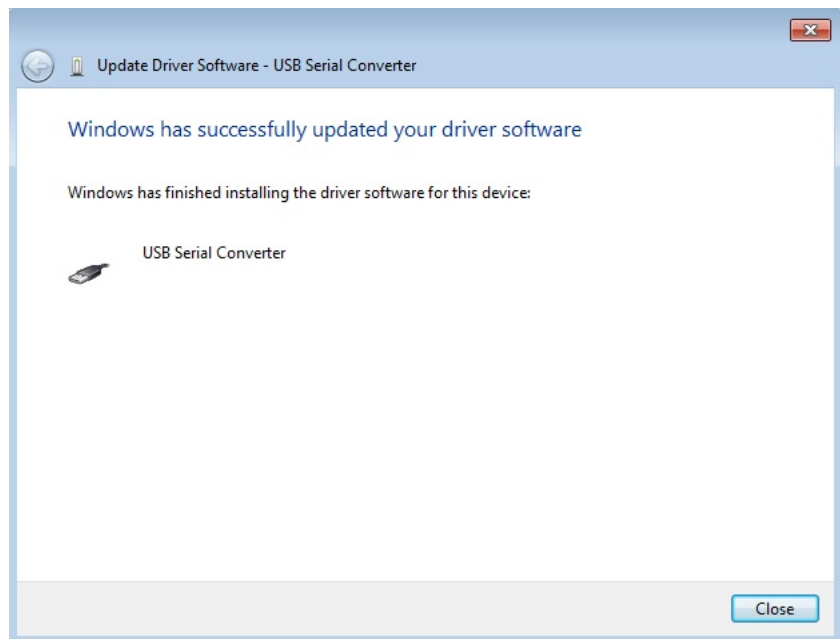 Update Driver Software - USB Serial Converter
Windows has successfully updated your driver software
Windows has finished installing the driver software for this device:
USB Serial Converter
Close